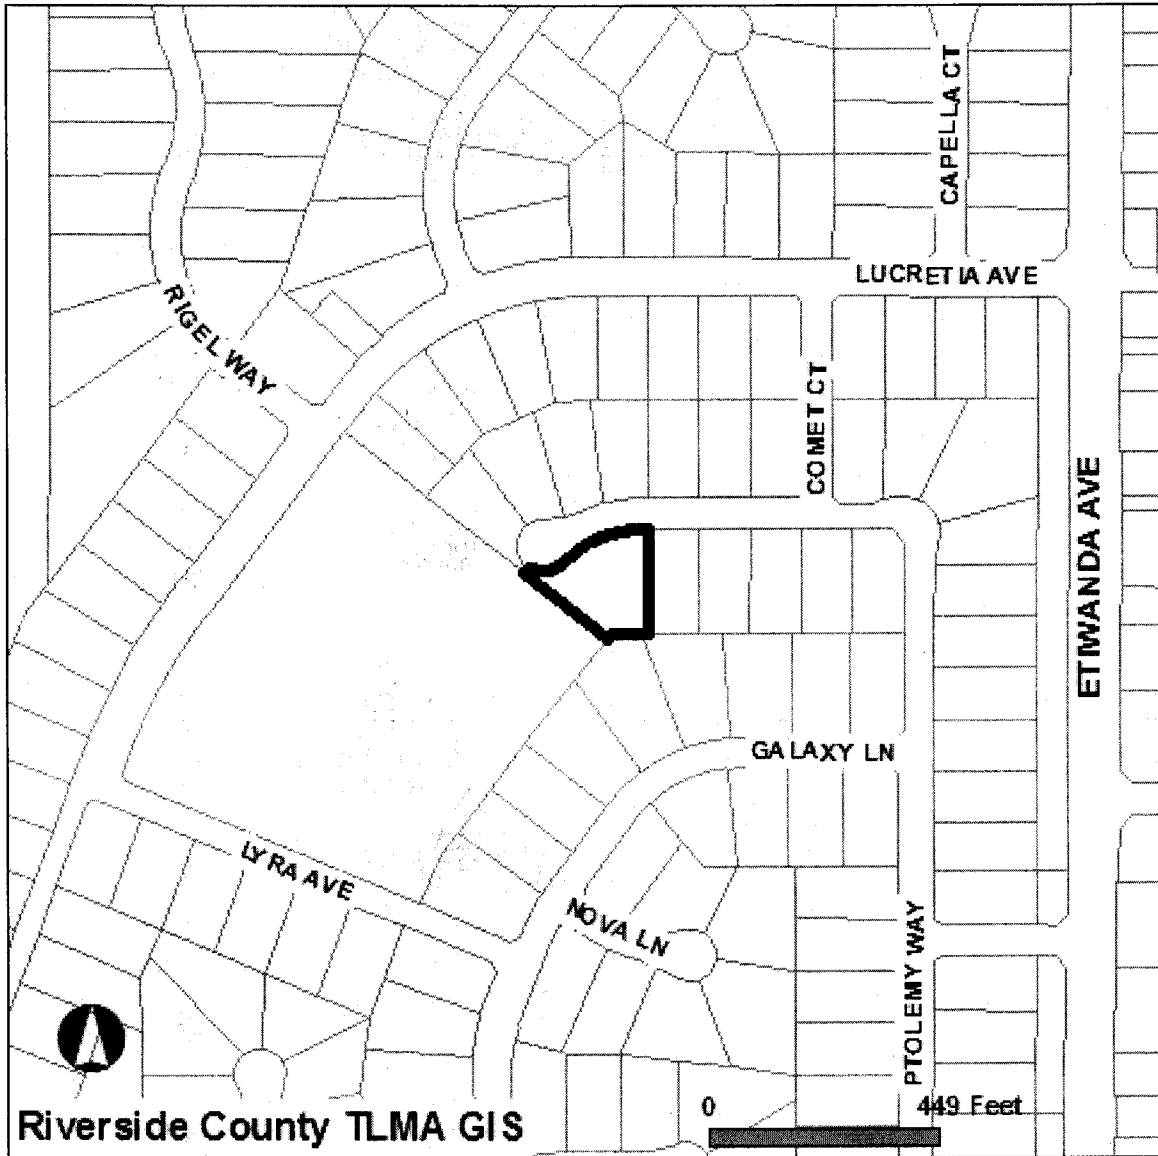 CAPELLA CT
LUCRETIA AVE
RIGEL WAY
COMET CT
ETIWANDA AVE
GALAXY LN
LYRA AVE
NOVA LN
PTOLEMY WAY
0 449 Feet
Riverside County TLMA GIS